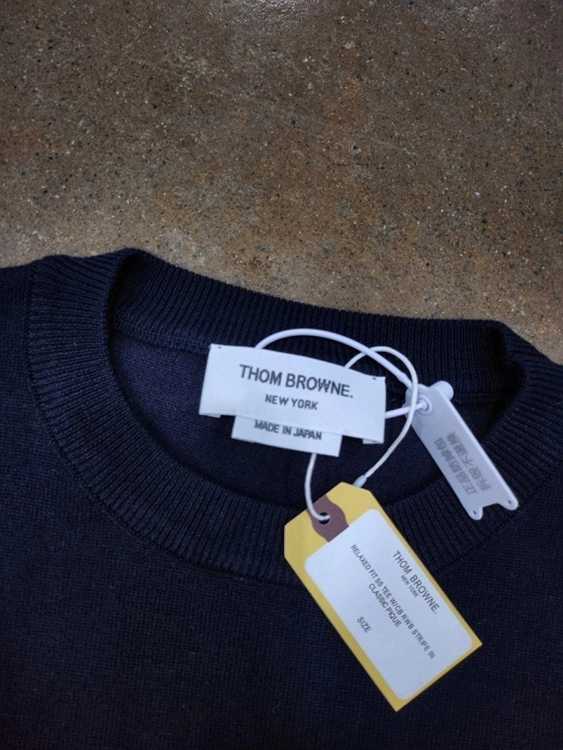 THOM BROWNE.
NEW YORK
MADE IN JAPAN
THOM BROWNE.
NEW YORK
RELAXED FIT SS TEE W/CB RWB STRIPE IN
CLASSIC PIQUE
SIZE